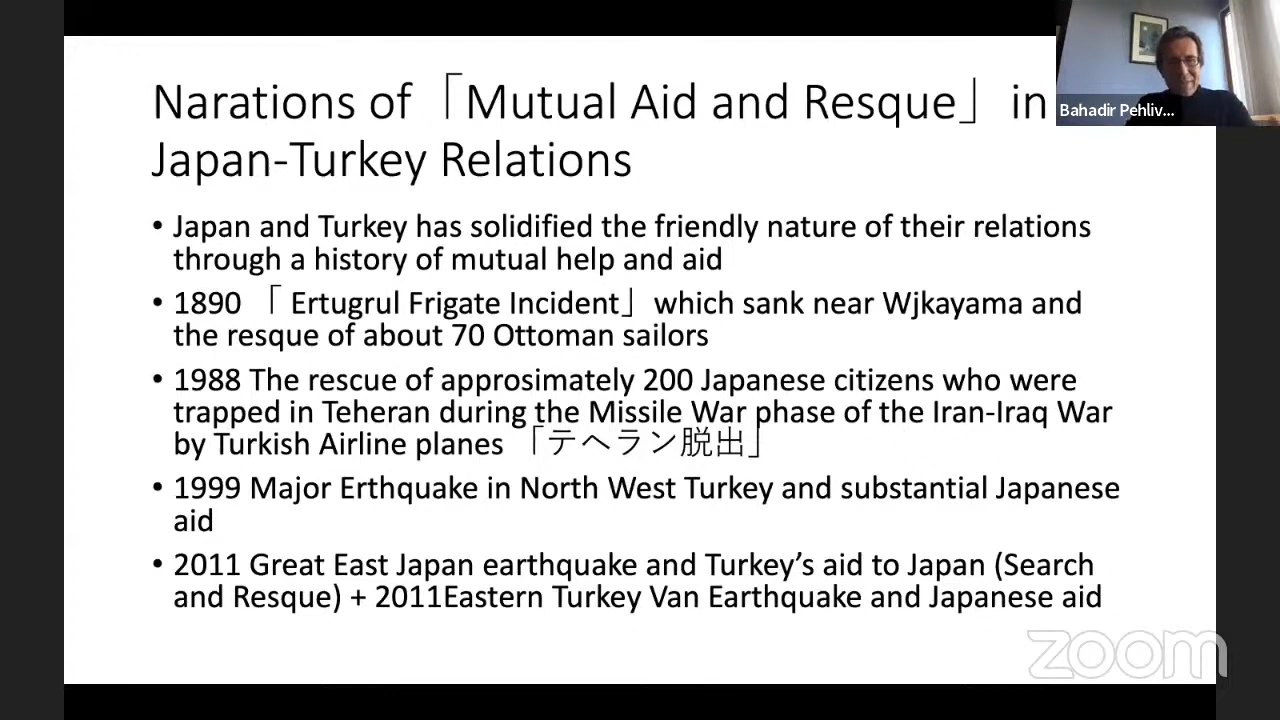 Narations of「Mutual Aid and Resque」in
Japan-Turkey Relations
• Japan and Turkey has solidified the friendly nature of their relations
through a history of mutual help and aid
• 1890 「 Ertugrul Frigate Incident」which sank near Wjkayama and
the resque of about 70 Ottoman sailors
• 1988 The rescue of approsimately 200 Japanese citizens who were
trapped in Teheran during the Missile War phase of the Iran-Iraq War
by Turkish Airline planes 「テヘラン脱出」
• 1999 Major Erthquake in North West Turkey and substantial Japanese
aid
• 2011 Great East Japan earthquake and Turkey’s aid to Japan (Search
and Resque) + 2011Eastern Turkey Van Earthquake and Japanese aid
Bahadir Pehliv...
zoom